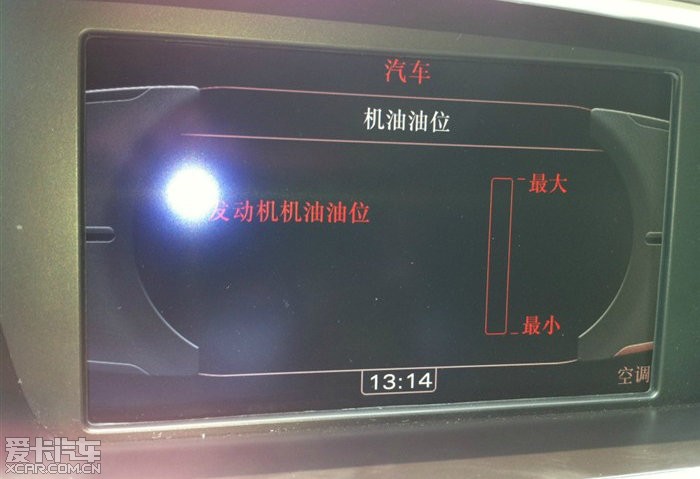 汽车
机油油位
最大
发动机机油油位
最小
13:14
空调
爱卡汽车
XCAR.COM.CN